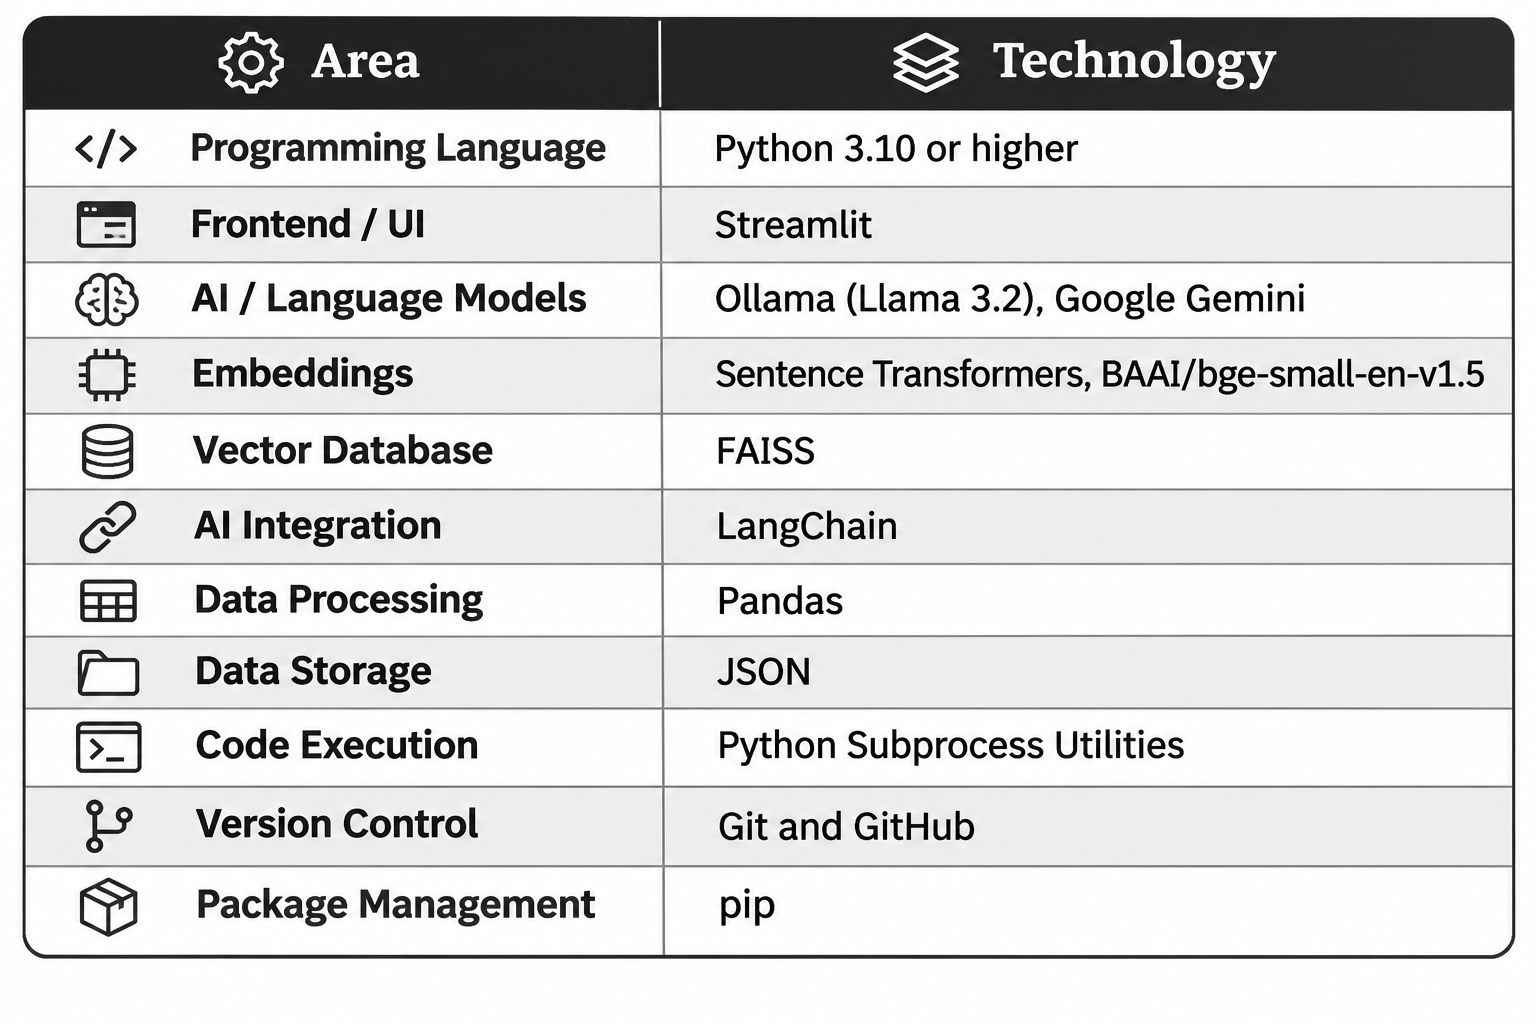 Area Technology
Programming Language Python 3.10 or higher
Frontend / UI Streamlit
AI / Language Models Ollama (Llama 3.2), Google Gemini
Embeddings Sentence Transformers, BAAI/bge-small-en-v1.5
Vector Database FAISS
AI Integration LangChain
Data Processing Pandas
Data Storage JSON
Code Execution Python Subprocess Utilities
Version Control Git and GitHub
Package Management pip